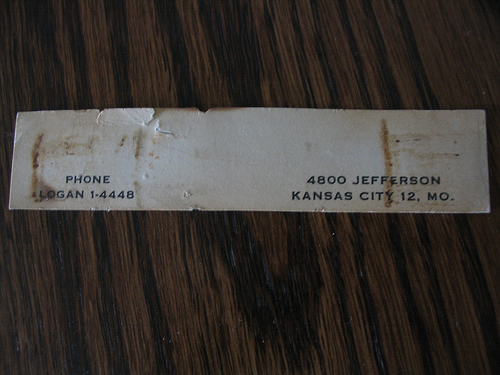 PHONE
LOGAN 1-4448
4800 JEFFERSON
KANSAS CITY 12, MO.